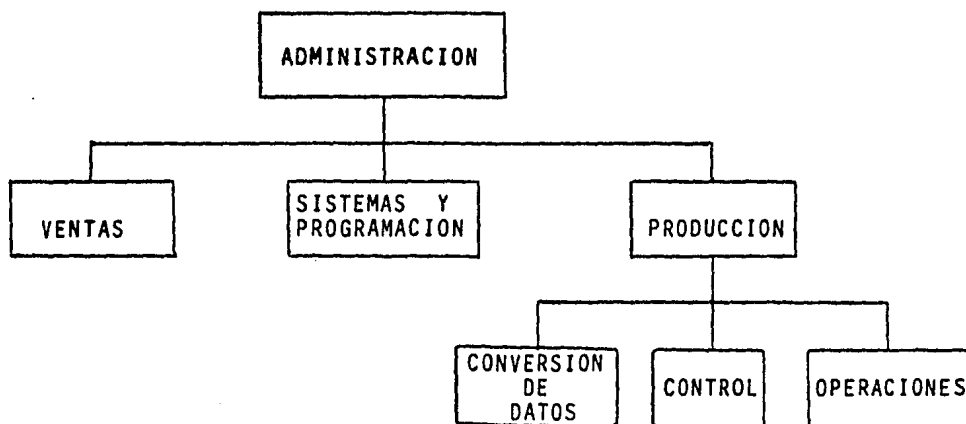 ADMINISTRACION
VENTAS
SISTEMAS Y
PROGRAMACION
PRODUCCION
CONVERSION
DE
DATOS
CONTROL
OPERACIONES